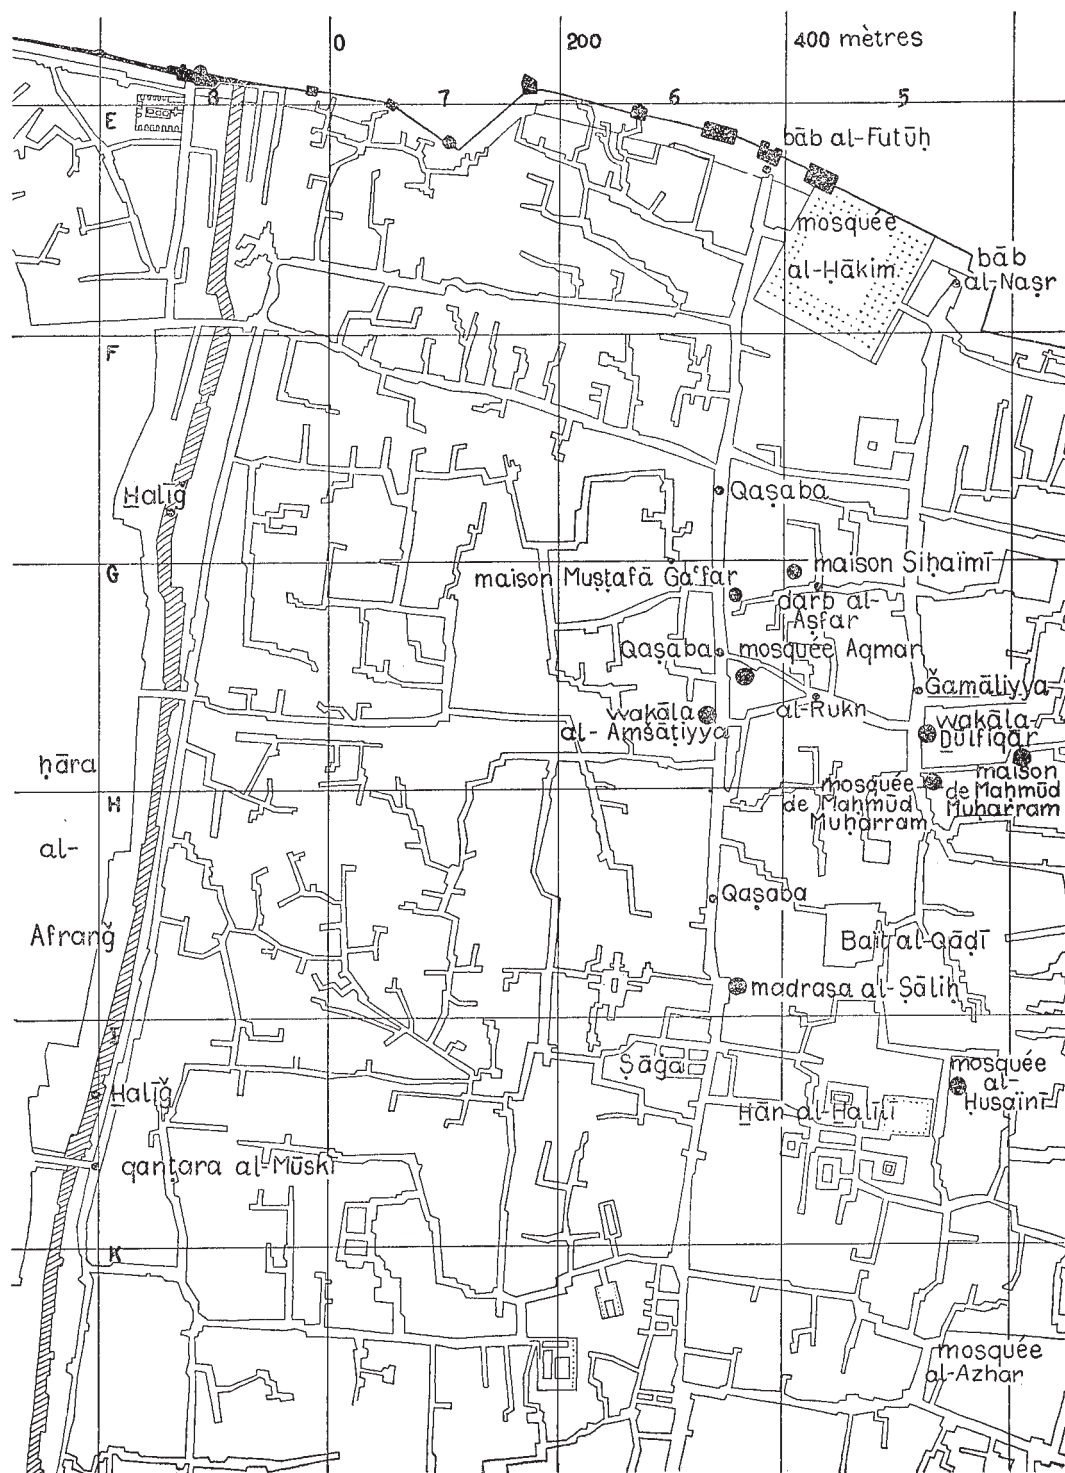 0
200
400 mètres
8
7
6
5
E
bāb al-Futūḥ
mosquée
al-Ḥākim
bāb
al-Naṣr
F
Ḫalīǧ
Qaṣaba
G
maison Muṣṭafā Ǧaʿfar
maison Siḥaïmī
darb al-
Aṣfar
Qaṣaba
mosquée Aqmar
Ǧamāliyya
al-Rukn
wakāla
al-Amšāṭiyya
wakāla-
Ḏulfiqār
ḥāra
maison
de Maḥmūd
Muḥarram
mosquée
de Maḥmūd
Muḥarram
H
al-
Qaṣaba
Afranǧ
Baït al-Qāḍī
madrasa al-Ṣāliḥ
I
Ṣāġa
mosquée
al-
Ḥusaïnī
Ḫalīǧ
Ḫān al-Ḫalīlī
qanṭara al-Mūskī
K
mosquée
al-Azhar